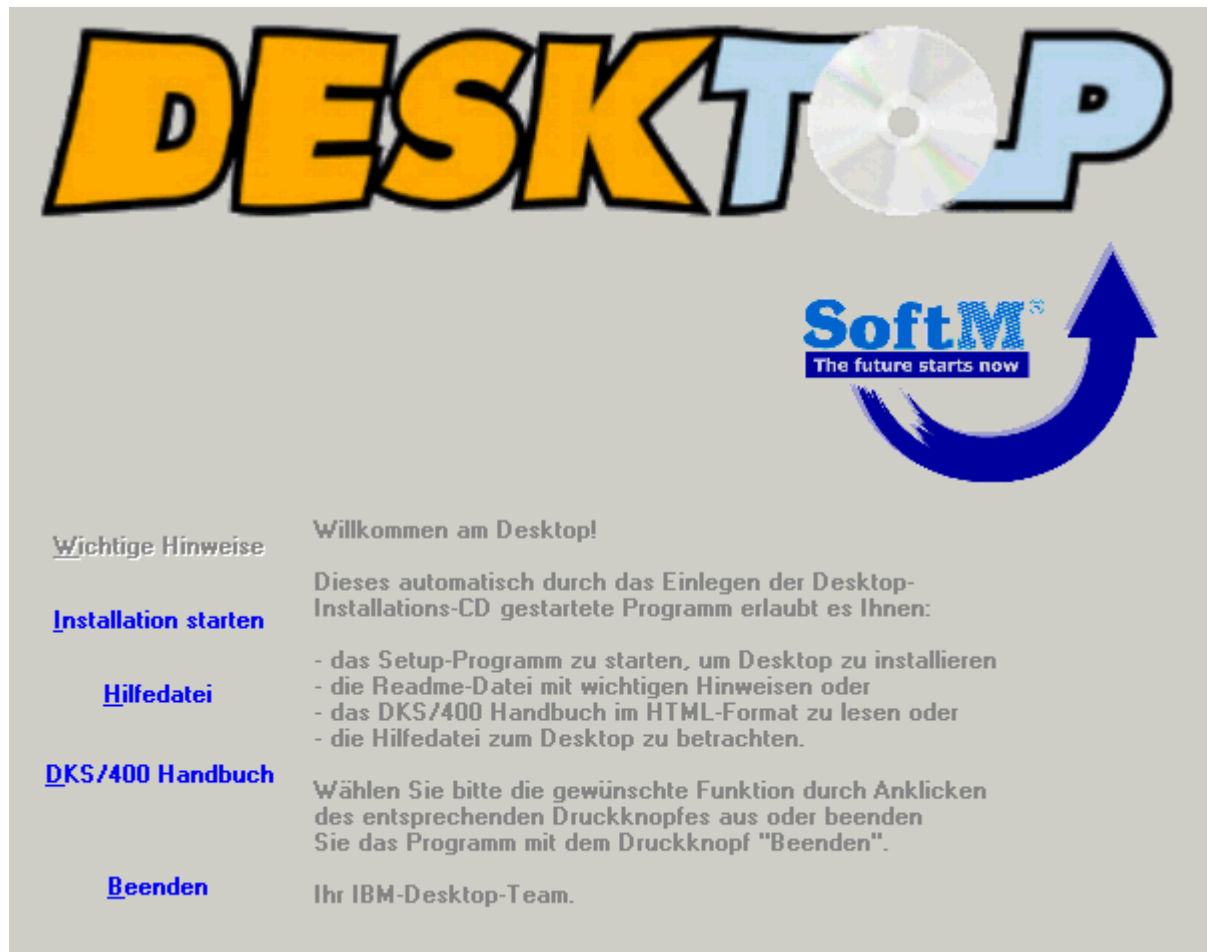 DESKTOP
SoftM®
The future starts now
Wichtige Hinweise
Installation starten
Hilfedatei
DKS/400 Handbuch
Beenden
Willkommen am Desktop!
Dieses automatisch durch das Einlegen der Desktop-
Installations-CD gestartete Programm erlaubt es Ihnen:
- das Setup-Programm zu starten, um Desktop zu installieren
- die Readme-Datei mit wichtigen Hinweisen oder
- das DKS/400 Handbuch im HTML-Format zu lesen oder
- die Hilfedatei zum Desktop zu betrachten.
Wählen Sie bitte die gewünschte Funktion durch Anklicken
des entsprechenden Druckknopfes aus oder beenden
Sie das Programm mit dem Druckknopf "Beenden".
Ihr IBM-Desktop-Team.